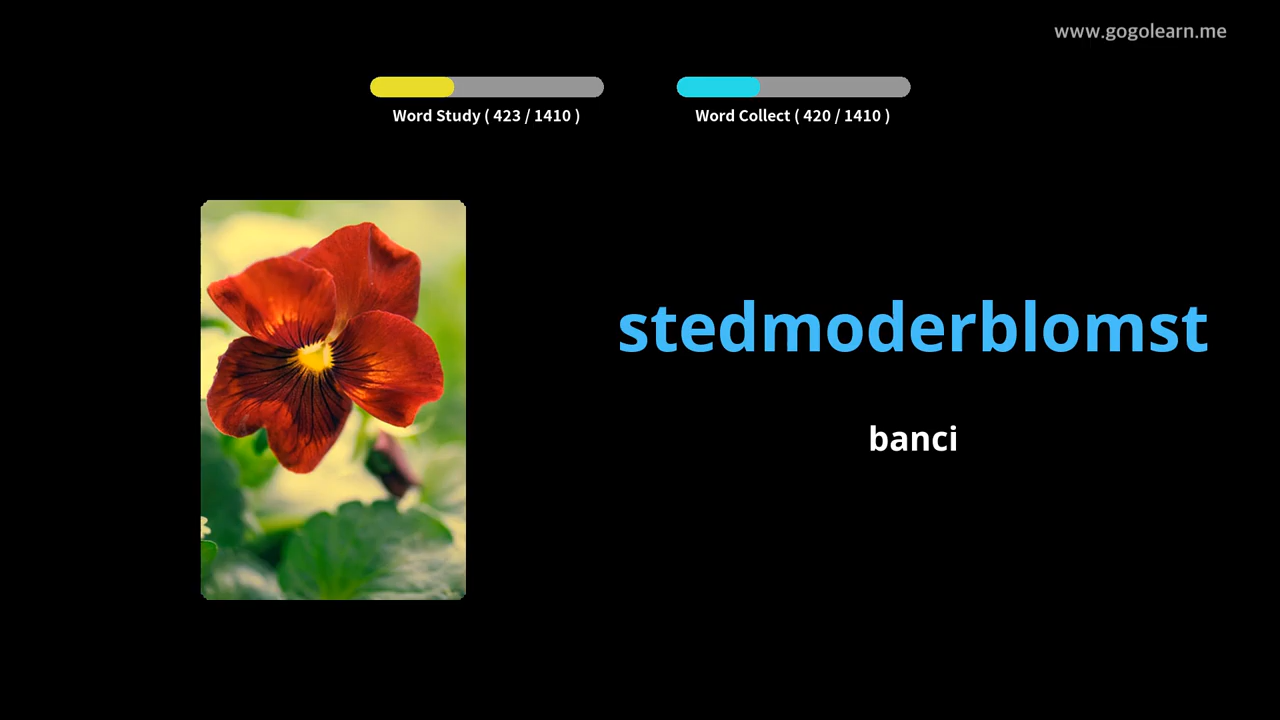 www.gogolearn.me
Word Study ( 423 / 1410 )
Word Collect ( 420 / 1410 )
stedmoderblomst
banci